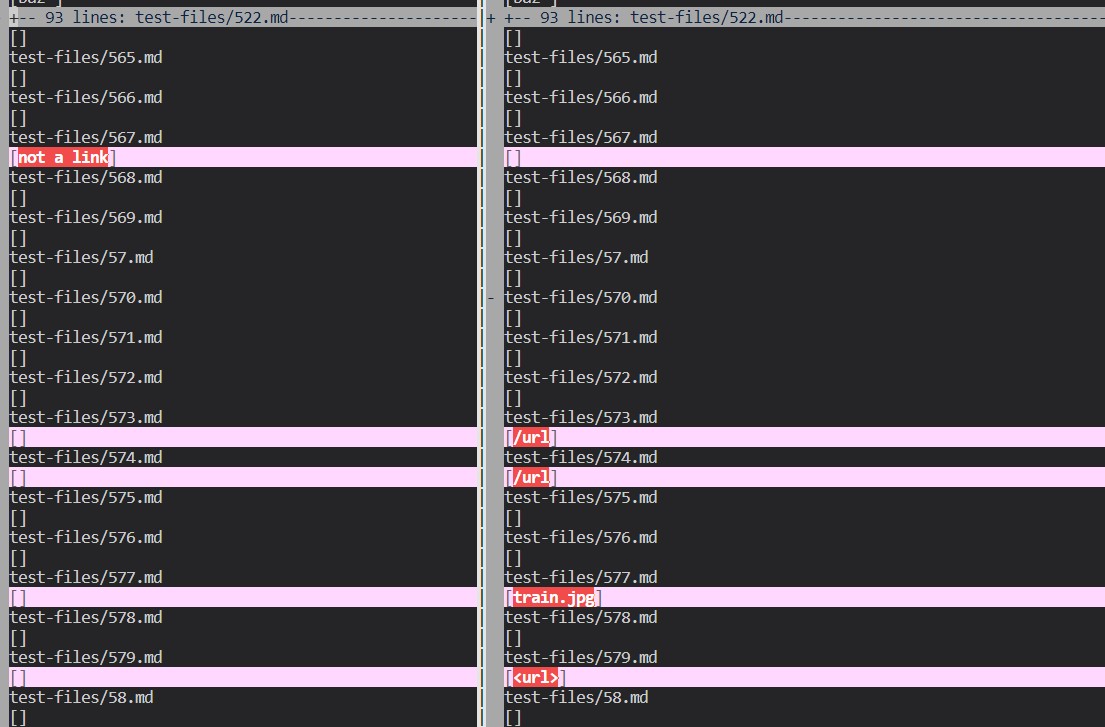 [baz ]
+-- 93 lines: test-files/522.md----------------------------------------------------
[]
test-files/565.md
[]
test-files/566.md
[]
test-files/567.md
[not a link]
test-files/568.md
[]
test-files/569.md
[]
test-files/57.md
[]
test-files/570.md
[]
test-files/571.md
[]
test-files/572.md
[]
test-files/573.md
[]
test-files/574.md
[]
test-files/575.md
[]
test-files/576.md
[]
test-files/577.md
[]
test-files/578.md
[]
test-files/579.md
[]
test-files/58.md
[]
[baz ]
+ +-- 93 lines: test-files/522.md------------------------------------
[]
test-files/565.md
[]
test-files/566.md
[]
test-files/567.md
[]
test-files/568.md
[]
test-files/569.md
[]
test-files/57.md
[]
- test-files/570.md
[]
test-files/571.md
[]
test-files/572.md
[]
test-files/573.md
[/url]
test-files/574.md
[/url]
test-files/575.md
[]
test-files/576.md
[]
test-files/577.md
[train.jpg]
test-files/578.md
[]
test-files/579.md
[<url>]
test-files/58.md
[]